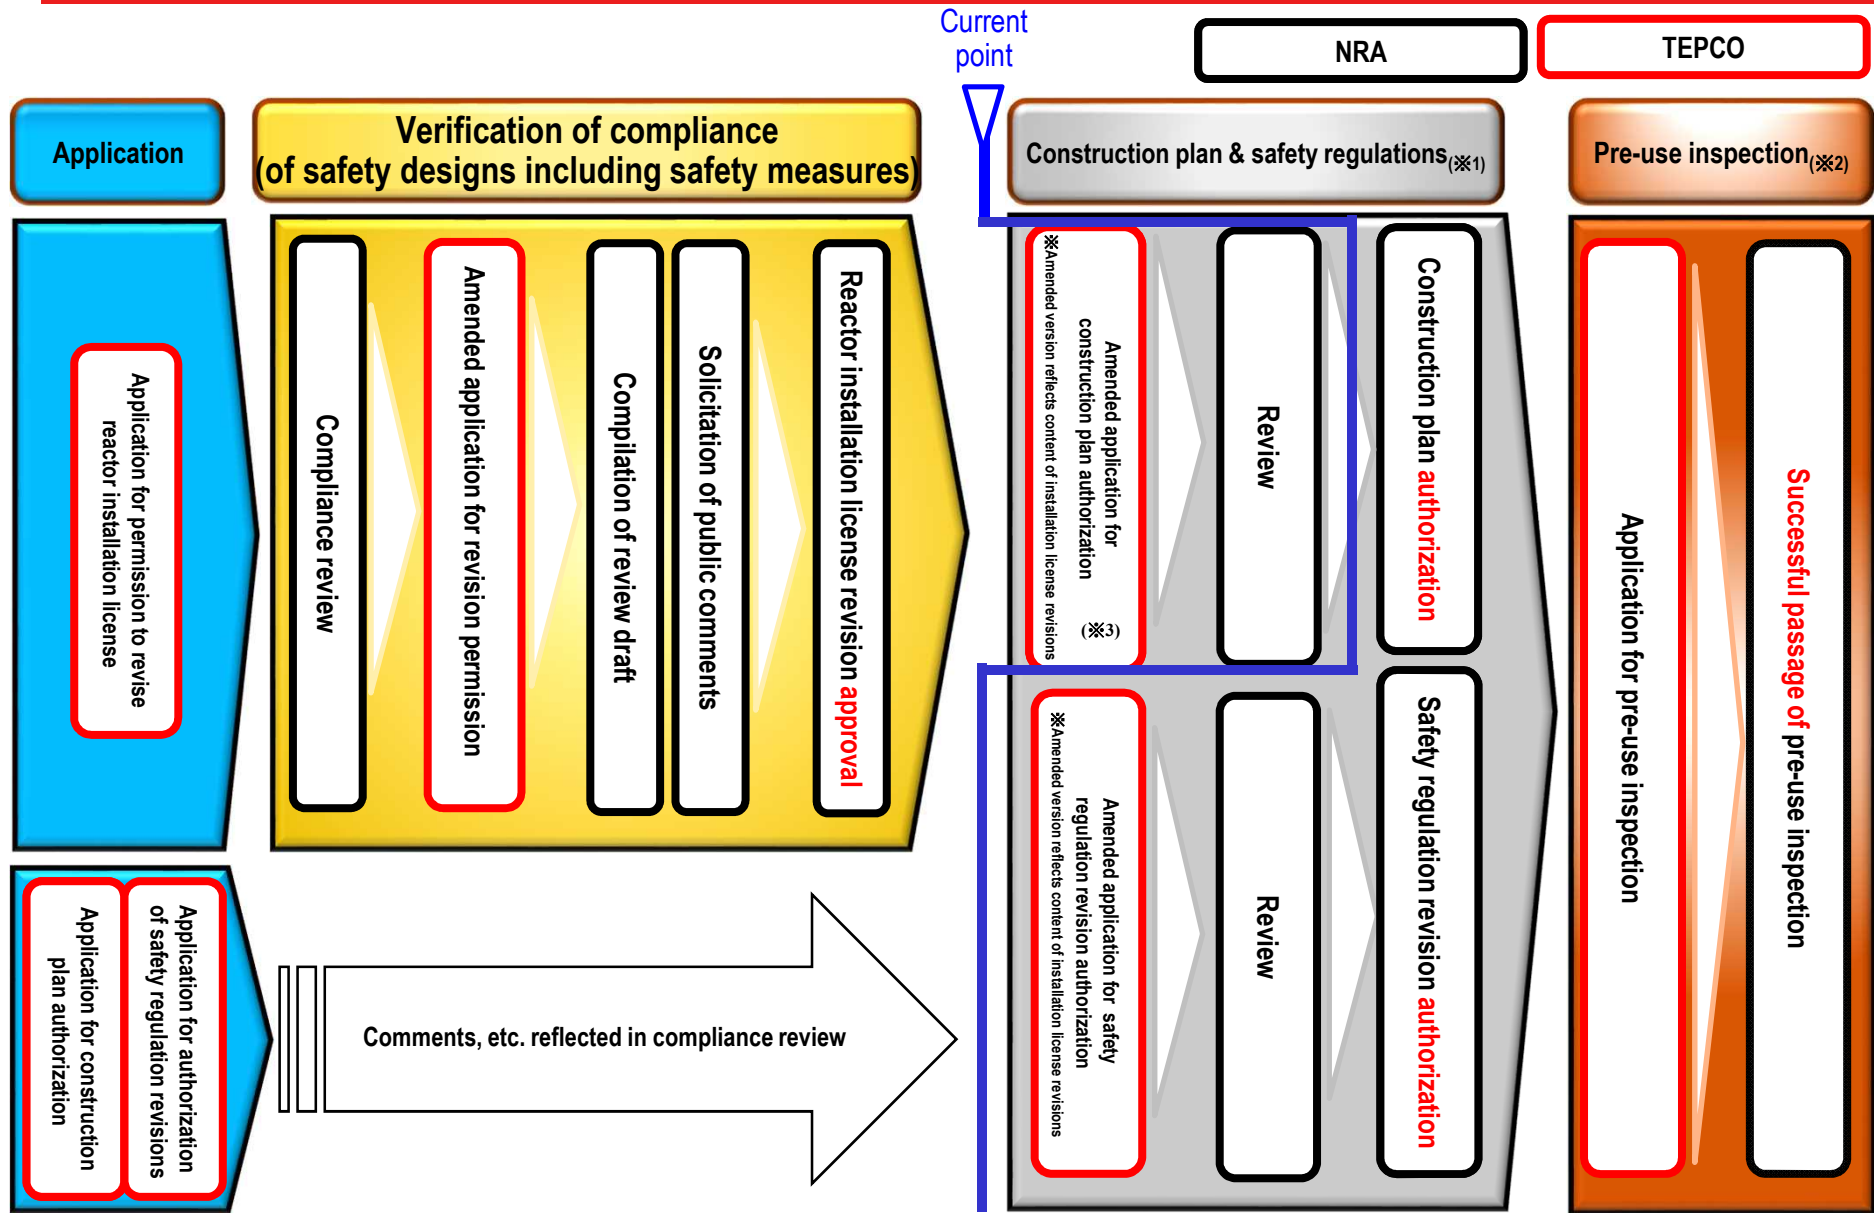 Current
point
NRA
TEPCO
Application
Verification of compliance
(of safety designs including safety measures)
Construction plan & safety regulations(※1)
Pre-use inspection(※2)
Application for permission to revise
reactor installation license
Compliance review
Amended application for revision permission
Compilation of review draft
Solicitation of public comments
Reactor installation license revision approval
Amended application for
construction plan authorization (※3)
※Amended version reflects content of installation license revisions
Review
Construction plan authorization
Amended application for safety
regulation revision authorization
※Amended version reflects content of installation license revisions
Review
Safety regulation revision authorization
Application for pre-use inspection
Successful passage of pre-use inspection
Application for authorization
of safety regulation revisions
Application for construction
plan authorization
Comments, etc. reflected in compliance review